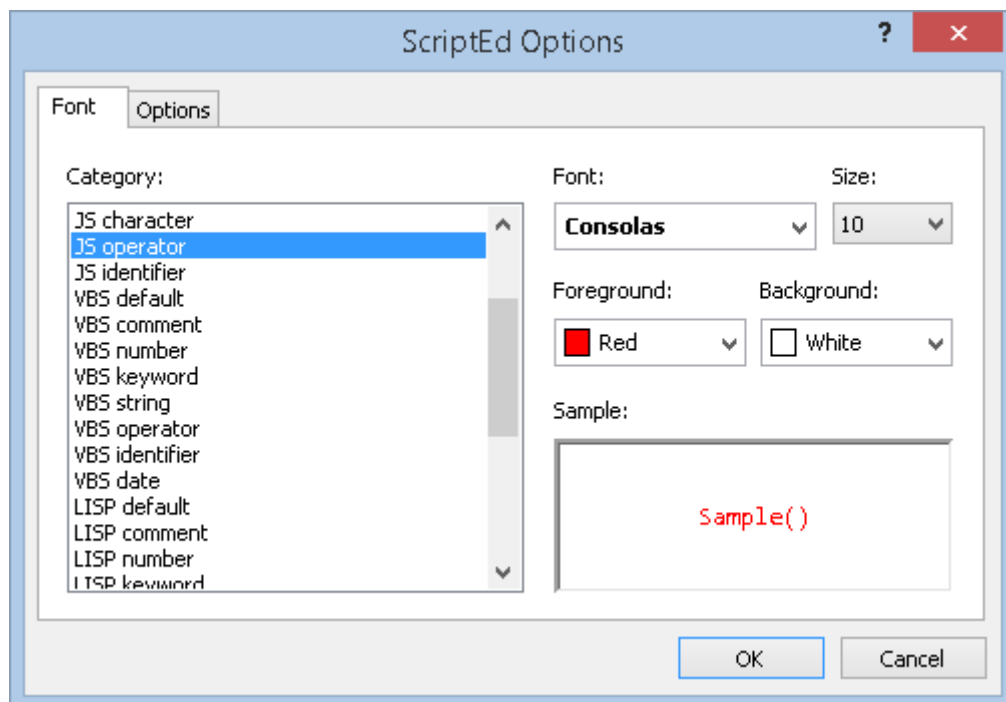 ScriptEd Options
?
Font
Options
Category:
JS character
JS operator
JS identifier
VBS default
VBS comment
VBS number
VBS keyword
VBS string
VBS operator
VBS identifier
VBS date
LISP default
LISP comment
LISP number
LISP keyword
Font:
Size:
Consolas
10
Foreground:
Background:
Red
White
Sample:
Sample()
OK
Cancel